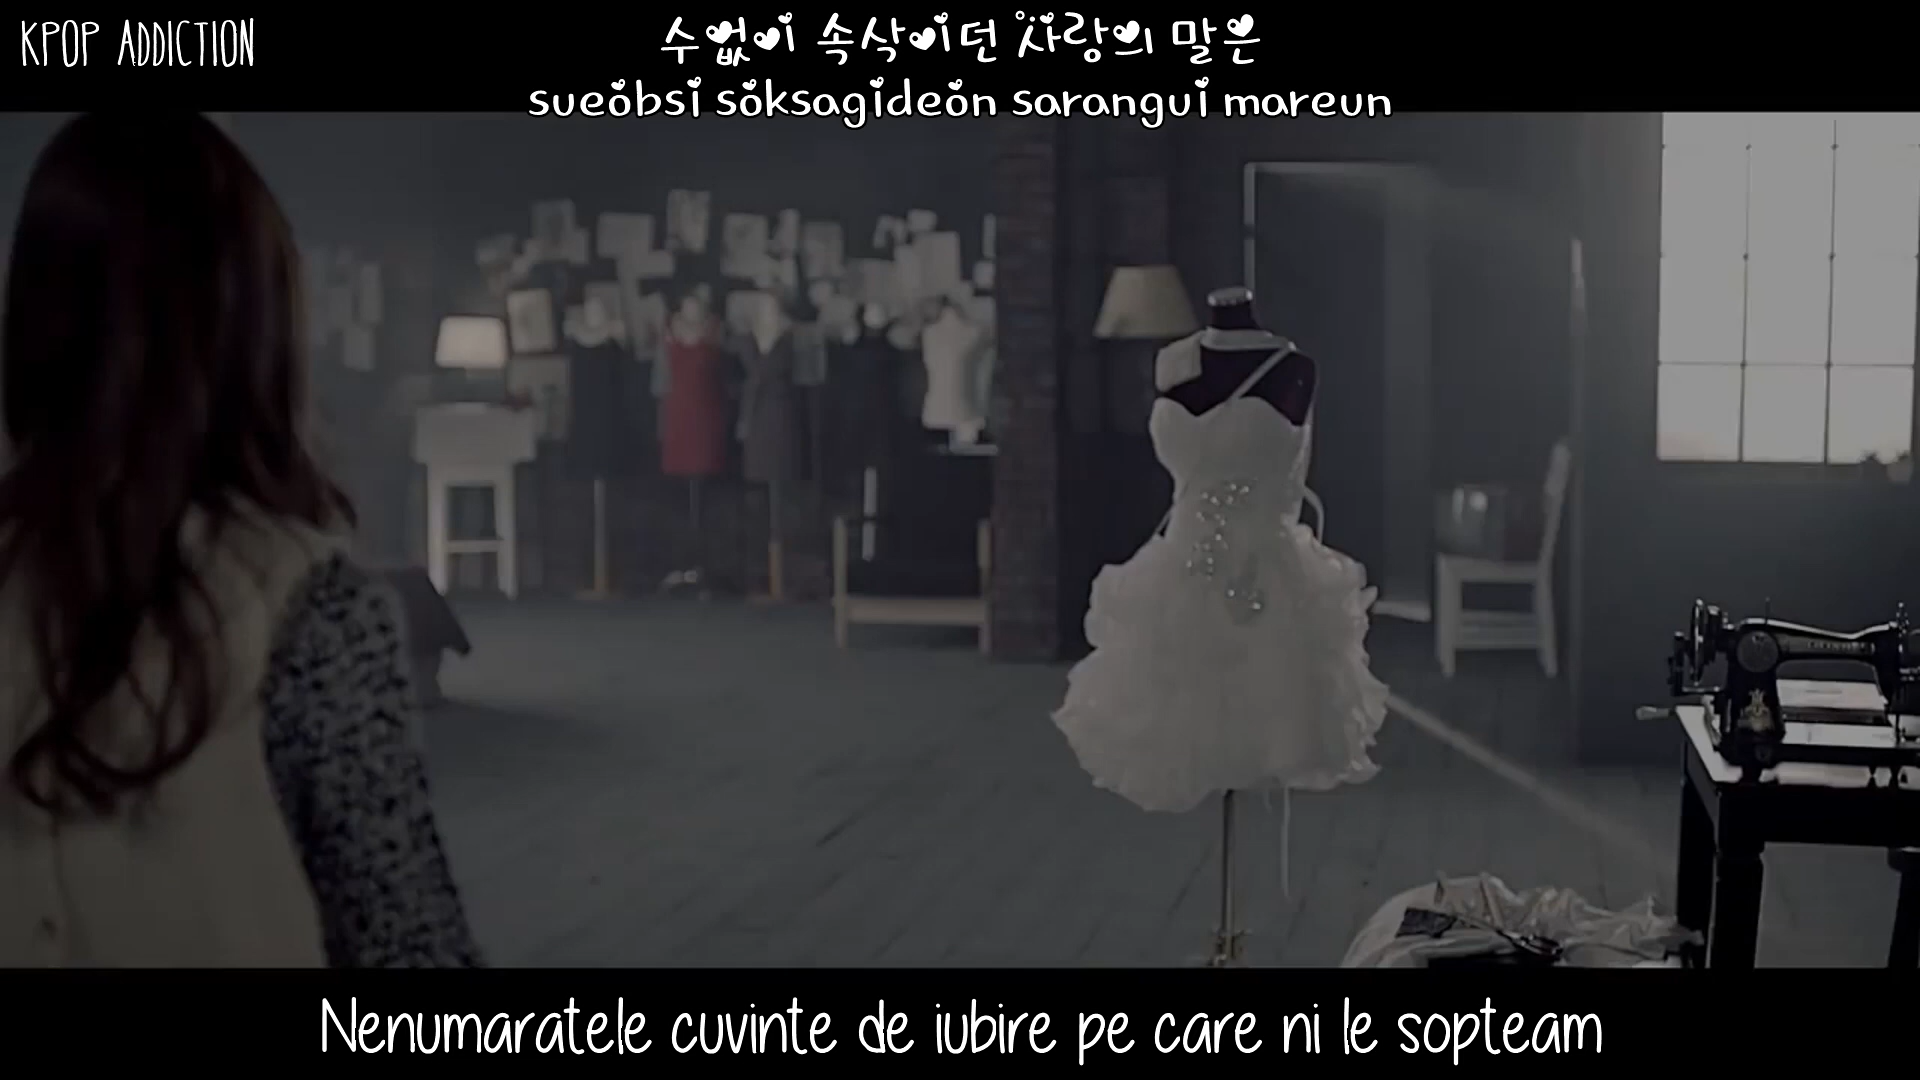 KPOP ADDICTION
수없이 속삭이던 사랑의 말은
sueobsi soksagideon sarangui mareun
Nenumaratele cuvinte de iubire pe care ni le sopteam